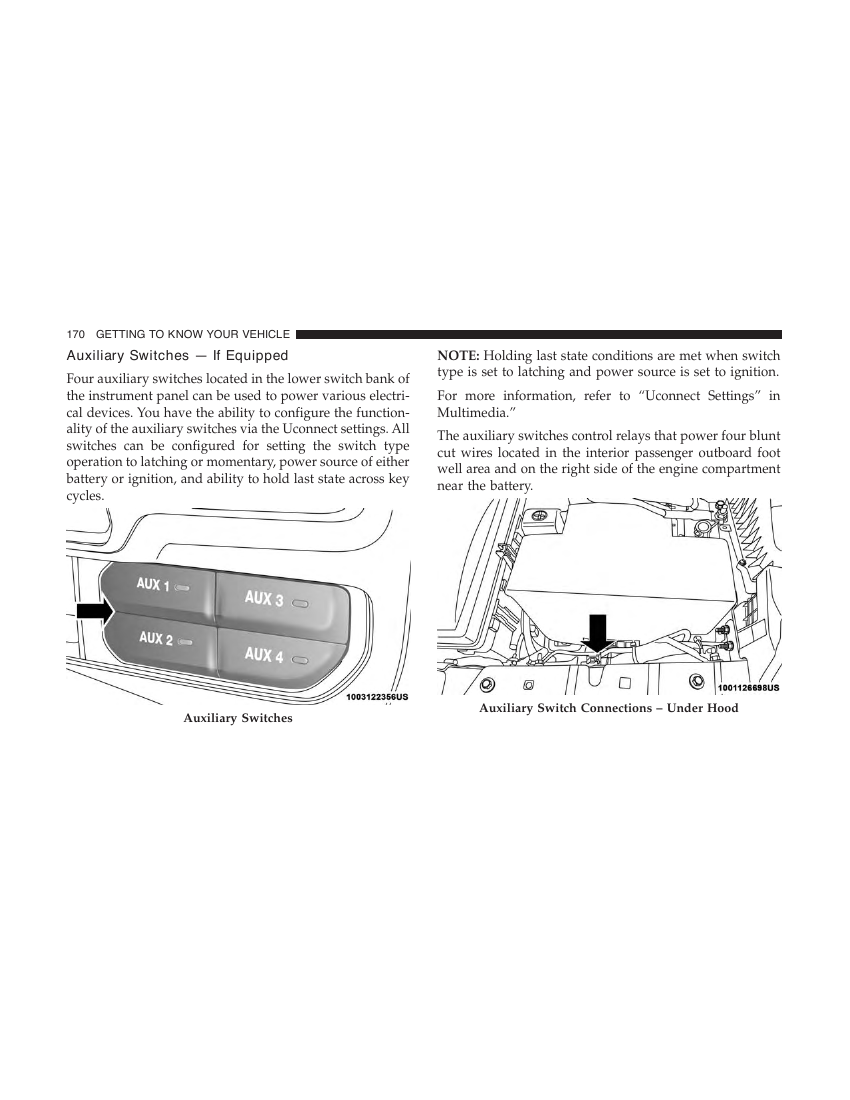 170 GETTING TO KNOW YOUR VEHICLE
Auxiliary Switches — If Equipped
Four auxiliary switches located in the lower switch bank of
the instrument panel can be used to power various electri-
cal devices. You have the ability to configure the function-
ality of the auxiliary switches via the Uconnect settings. All
switches can be configured for setting the switch type
operation to latching or momentary, power source of either
battery or ignition, and ability to hold last state across key
cycles.
AUX 1
AUX 3
AUX 2
AUX 4
1003122356US
Auxiliary Switches
NOTE: Holding last state conditions are met when switch
type is set to latching and power source is set to ignition.
For more information, refer to “Uconnect Settings” in
Multimedia.”
The auxiliary switches control relays that power four blunt
cut wires located in the interior passenger outboard foot
well area and on the right side of the engine compartment
near the battery.
1001126698US
Auxiliary Switch Connections – Under Hood